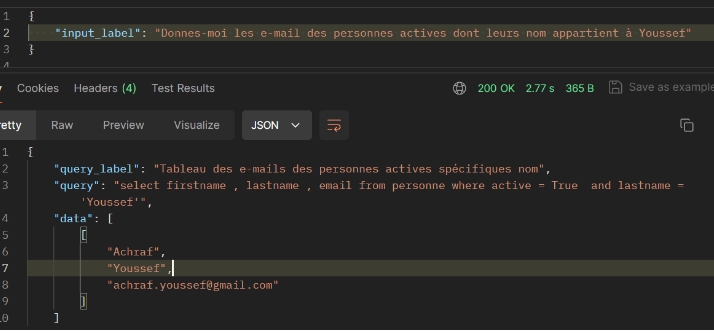 1 {
2 "input_label": "Donnes-moi les e-mail des personnes actives dont leurs nom appartient à Youssef"
3 }
4
Cookies Headers (4) Test Results 200 OK 2.77 s 365 B Save as example
retty Raw Preview Visualize JSON
1 {
2 "query_label": "Tableau des e-mails des personnes actives spécifiques nom",
3 "query": "select firstname , lastname , email from personne where active = True  and lastname =
'Youssef'",
4 "data": [
5 [
6 "Achraf",
7 "Youssef",
8 "achraf.youssef@gmail.com"
9 ]
10 ]